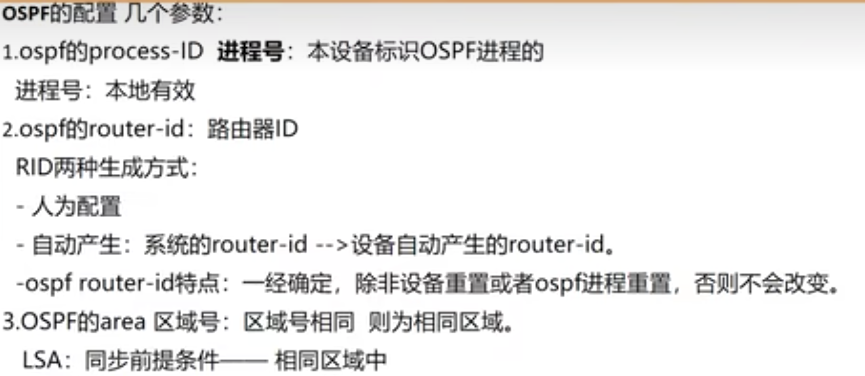 OSPF的配置 几个参数：
1.ospf的process-ID 进程号：本设备标识OSPF进程的
进程号：本地有效
2.ospf的router-id：路由器ID
RID两种生成方式：
- 人为配置
- 自动产生：系统的router-id -->设备自动产生的router-id。
-ospf router-id特点：一经确定，除非设备重置或者ospf进程重置，否则不会改变。
3.OSPF的area 区域号：区域号相同 则为相同区域。
LSA：同步前提条件—— 相同区域中